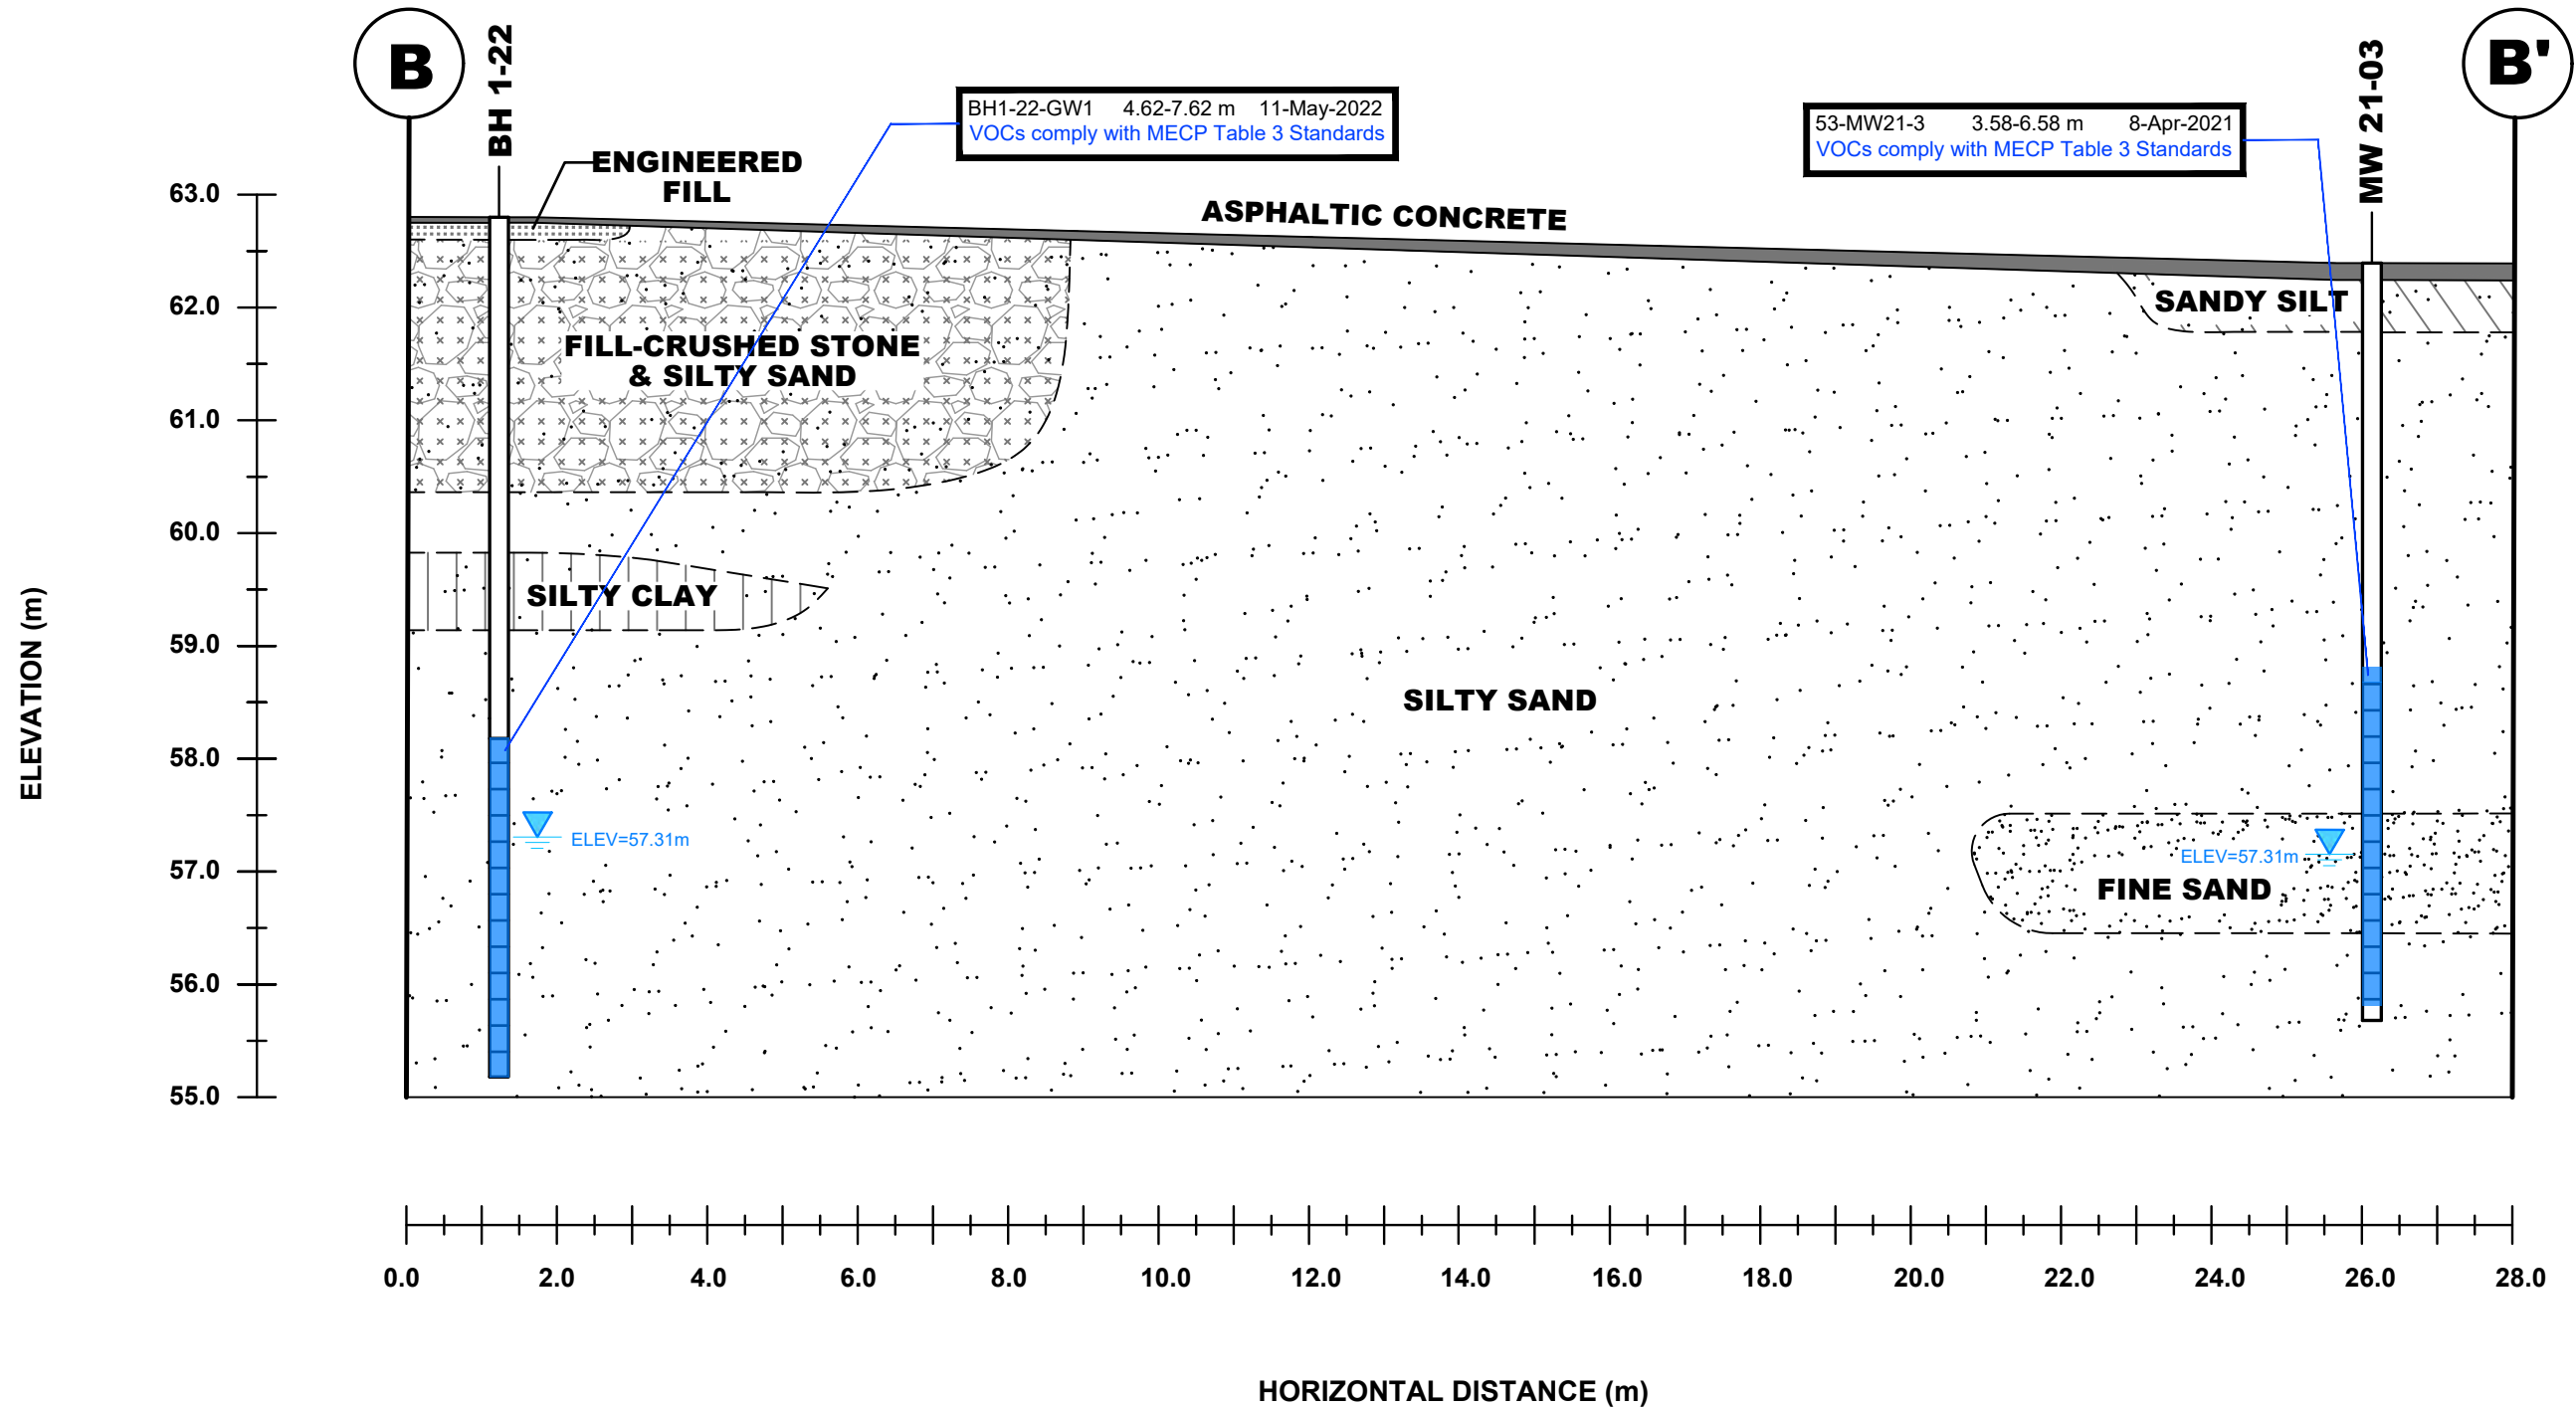 B
BH 1-22
BH1-22-GW1 4.62-7.62 m 11-May-2022
VOCs comply with MECP Table 3 Standards
53-MW21-3 3.58-6.58 m 8-Apr-2021
VOCs comply with MECP Table 3 Standards
MW 21-03
B'
ENGINEERED
FILL
ASPHALTIC CONCRETE
SANDY SILT
FILL-CRUSHED STONE
& SILTY SAND
SILTY CLAY
SILTY SAND
ELEV=57.31m
ELEV=57.31m
FINE SAND
ELEVATION (m)
63.0
62.0
61.0
60.0
59.0
58.0
57.0
56.0
55.0
0.0 2.0 4.0 6.0 8.0 10.0 12.0 14.0 16.0 18.0 20.0 22.0 24.0 26.0 28.0
HORIZONTAL DISTANCE (m)